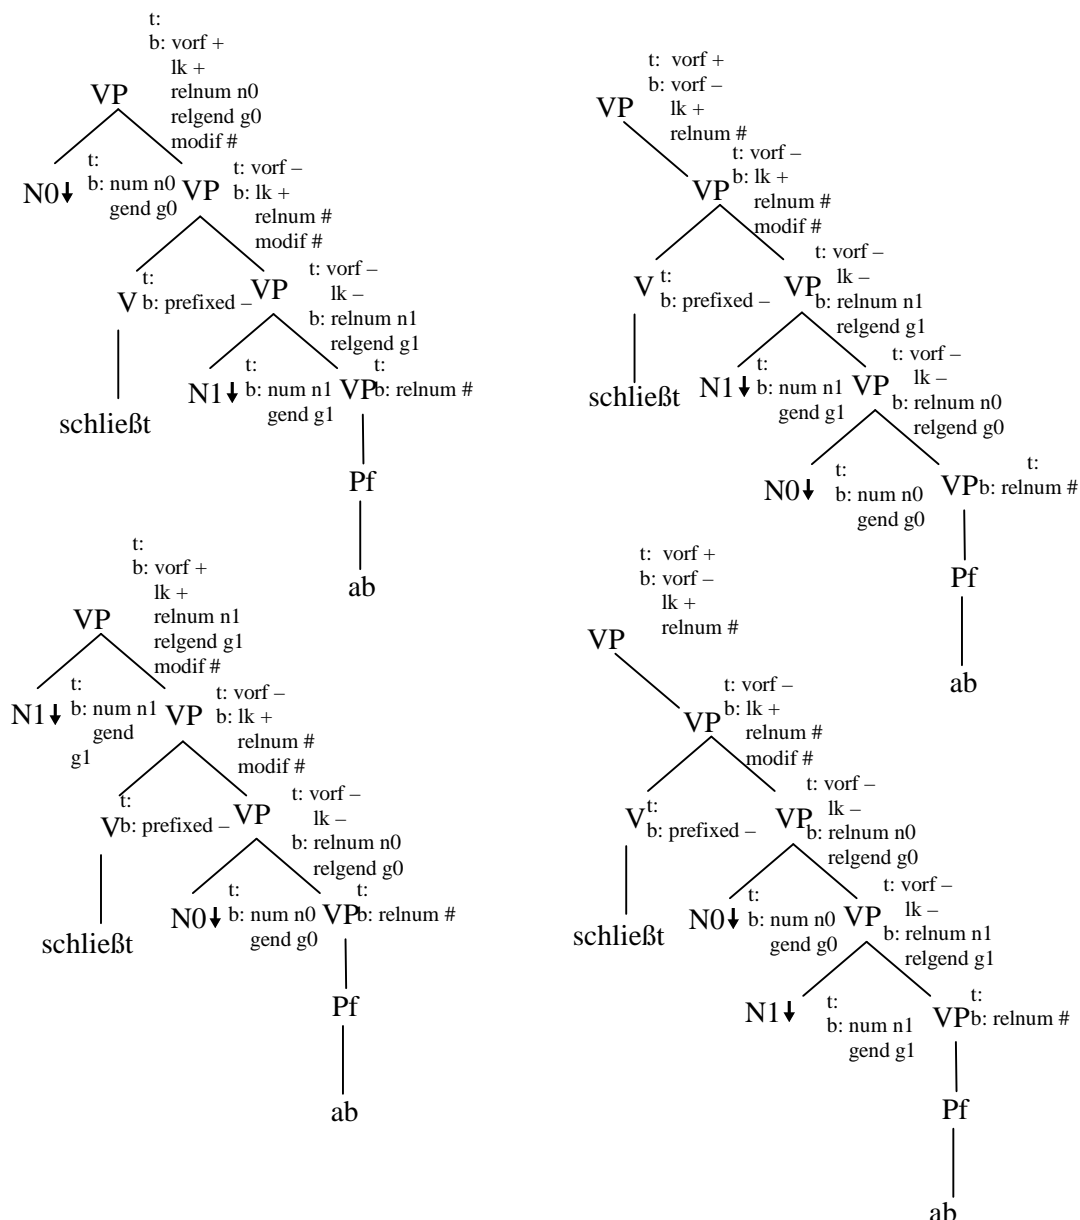 t:
b: vorf +
lk +
relnum n0
relgend g0
modif #
VP
N0↓
t:
b: num n0
gend g0
VP
t: vorf –
b: lk +
relnum #
modif #
V
t:
b: prefixed –
VP
t: vorf –
lk –
b: relnum n1
relgend g1
schließt
N1↓
t:
b: num n1
gend g1
VP
t:
b: relnum #
Pf
ab
t: vorf +
b: vorf –
lk +
relnum #
VP
VP
t: vorf –
b: lk +
relnum #
modif #
V
t:
b: prefixed –
VP
t: vorf –
lk –
b: relnum n1
relgend g1
schließt
N1↓
t:
b: num n1
gend g1
VP
t: vorf –
lk –
b: relnum n0
relgend g0
N0↓
t:
b: num n0
gend g0
VP
t:
b: relnum #
Pf
ab
t:
b: vorf +
lk +
relnum n1
relgend g1
modif #
VP
N1↓
t:
b: num n1
gend
g1
VP
t: vorf –
b: lk +
relnum #
modif #
V
t:
b: prefixed –
VP
t: vorf –
lk –
b: relnum n0
relgend g0
schließt
N0↓
t:
b: num n0
gend g0
VP
t:
b: relnum #
Pf
ab
t: vorf +
b: vorf –
lk +
relnum #
VP
VP
t: vorf –
b: lk +
relnum #
modif #
V
t:
b: prefixed –
VP
t: vorf –
lk –
b: relnum n0
relgend g0
schließt
N0↓
t:
b: num n0
gend g0
VP
t: vorf –
lk –
b: relnum n1
relgend g1
N1↓
t:
b: num n1
gend g1
VP
t:
b: relnum #
Pf
ab